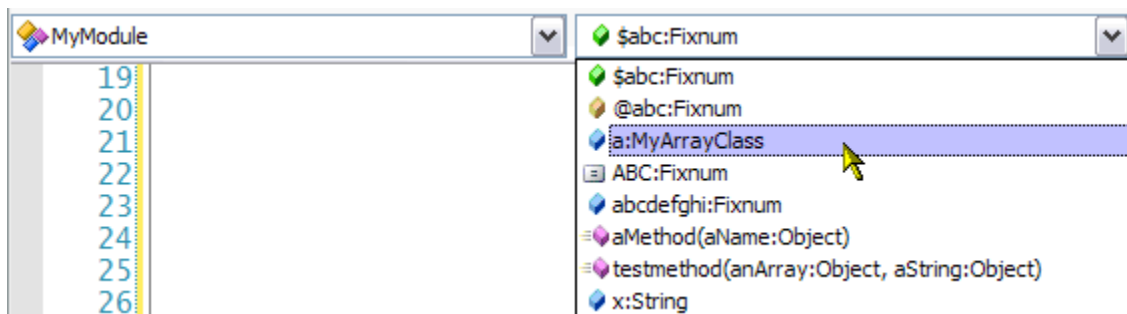 MyModule
$abc:Fixnum
19
$abc:Fixnum
20
@abc:Fixnum
21
a:MyArrayClass
22
ABC:Fixnum
23
abcdefghi:Fixnum
24
aMethod(aName:Object)
25
testmethod(anArray:Object, aString:Object)
26
x:String